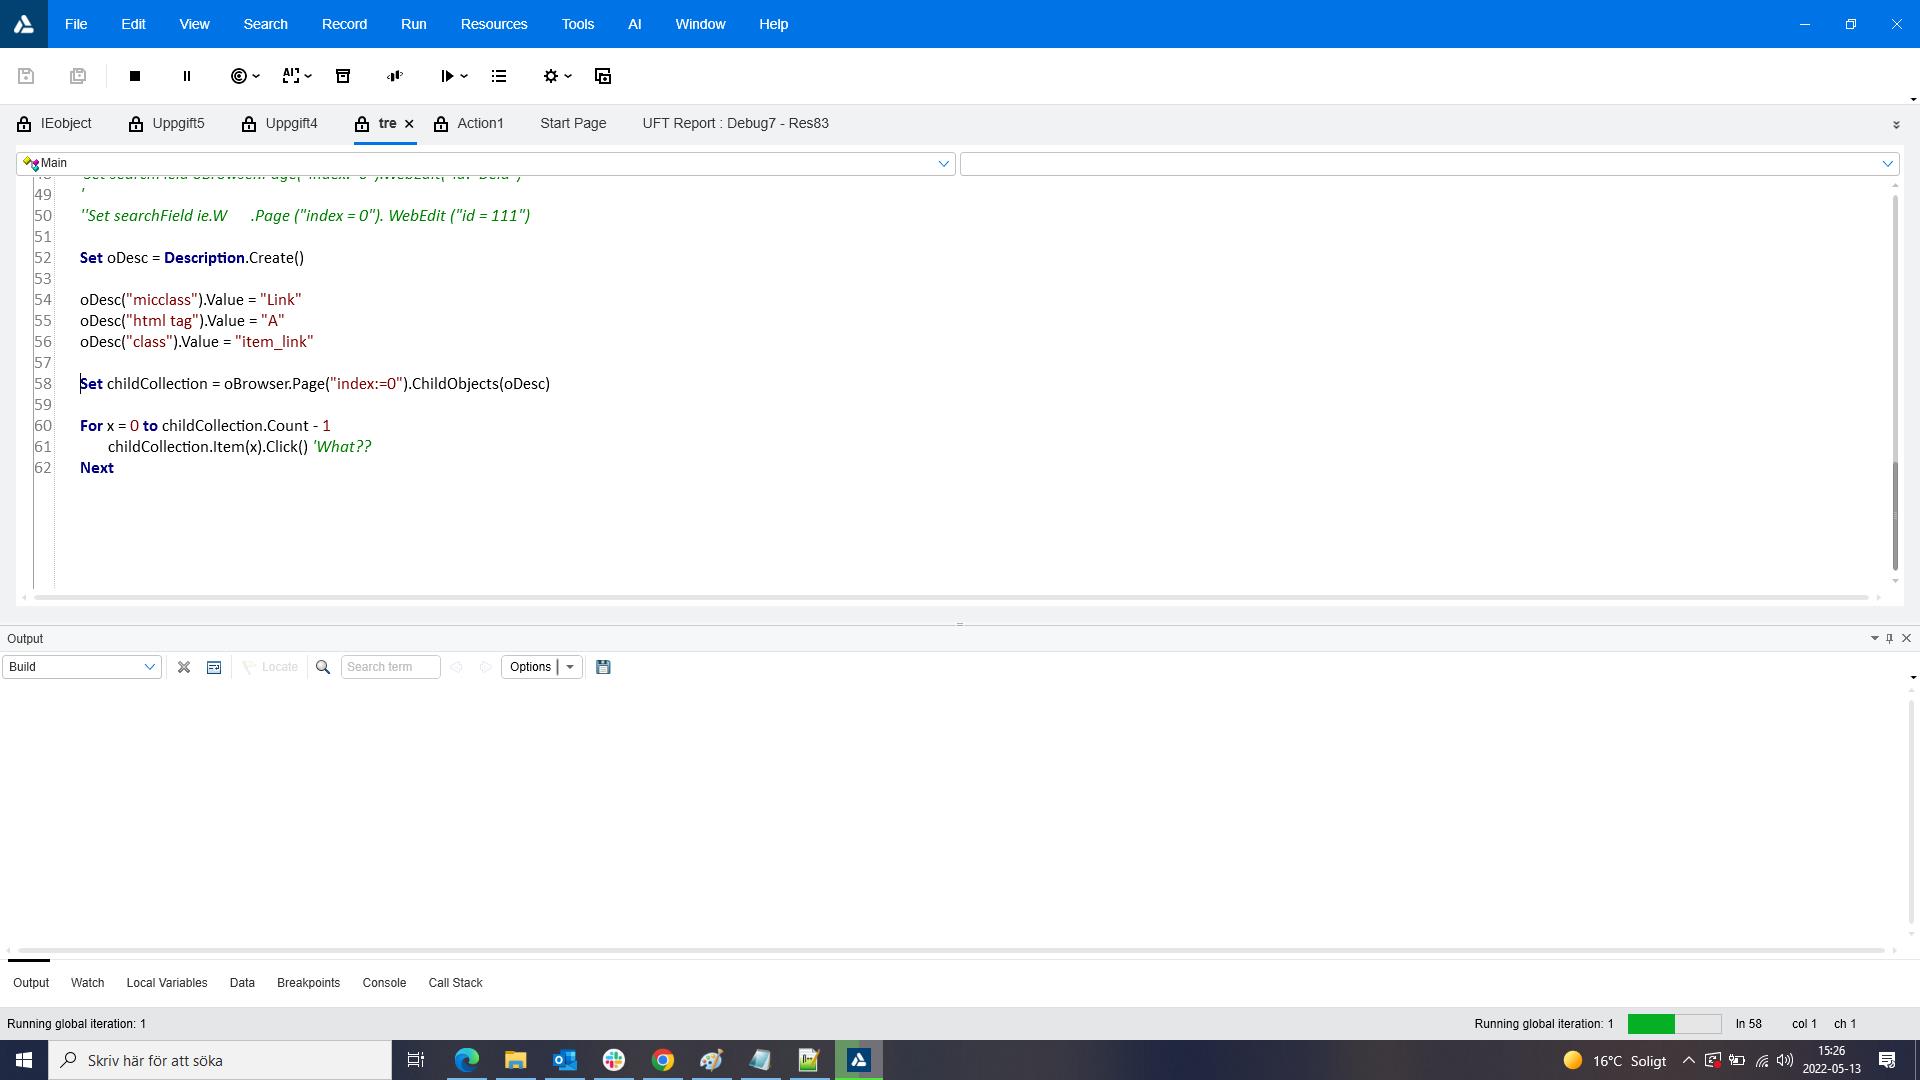 File Edit View Search Record Run Resources Tools AI Window Help
IEobject Uppgift5 Uppgift4 tre Action1 Start Page UFT Report : Debug7 - Res83
Main
49 '
50 ''Set searchField ie.W .Page ("index = 0"). WebEdit ("id = 111")
51
52 Set oDesc = Description.Create()
53
54 oDesc("micclass").Value = "Link"
55 oDesc("html tag").Value = "A"
56 oDesc("class").Value = "item_link"
57
58 Set childCollection = oBrowser.Page("index:=0").ChildObjects(oDesc)
59
60 For x = 0 to childCollection.Count - 1
61 childCollection.Item(x).Click() 'What??
62 Next
Output
Build Locate Search term Options
Output Watch Local Variables Data Breakpoints Console Call Stack
Running global iteration: 1 Running global iteration: 1 ln 58 col 1 ch 1
Skriv här för att söka 16°C Soligt 15:26
2022-05-13